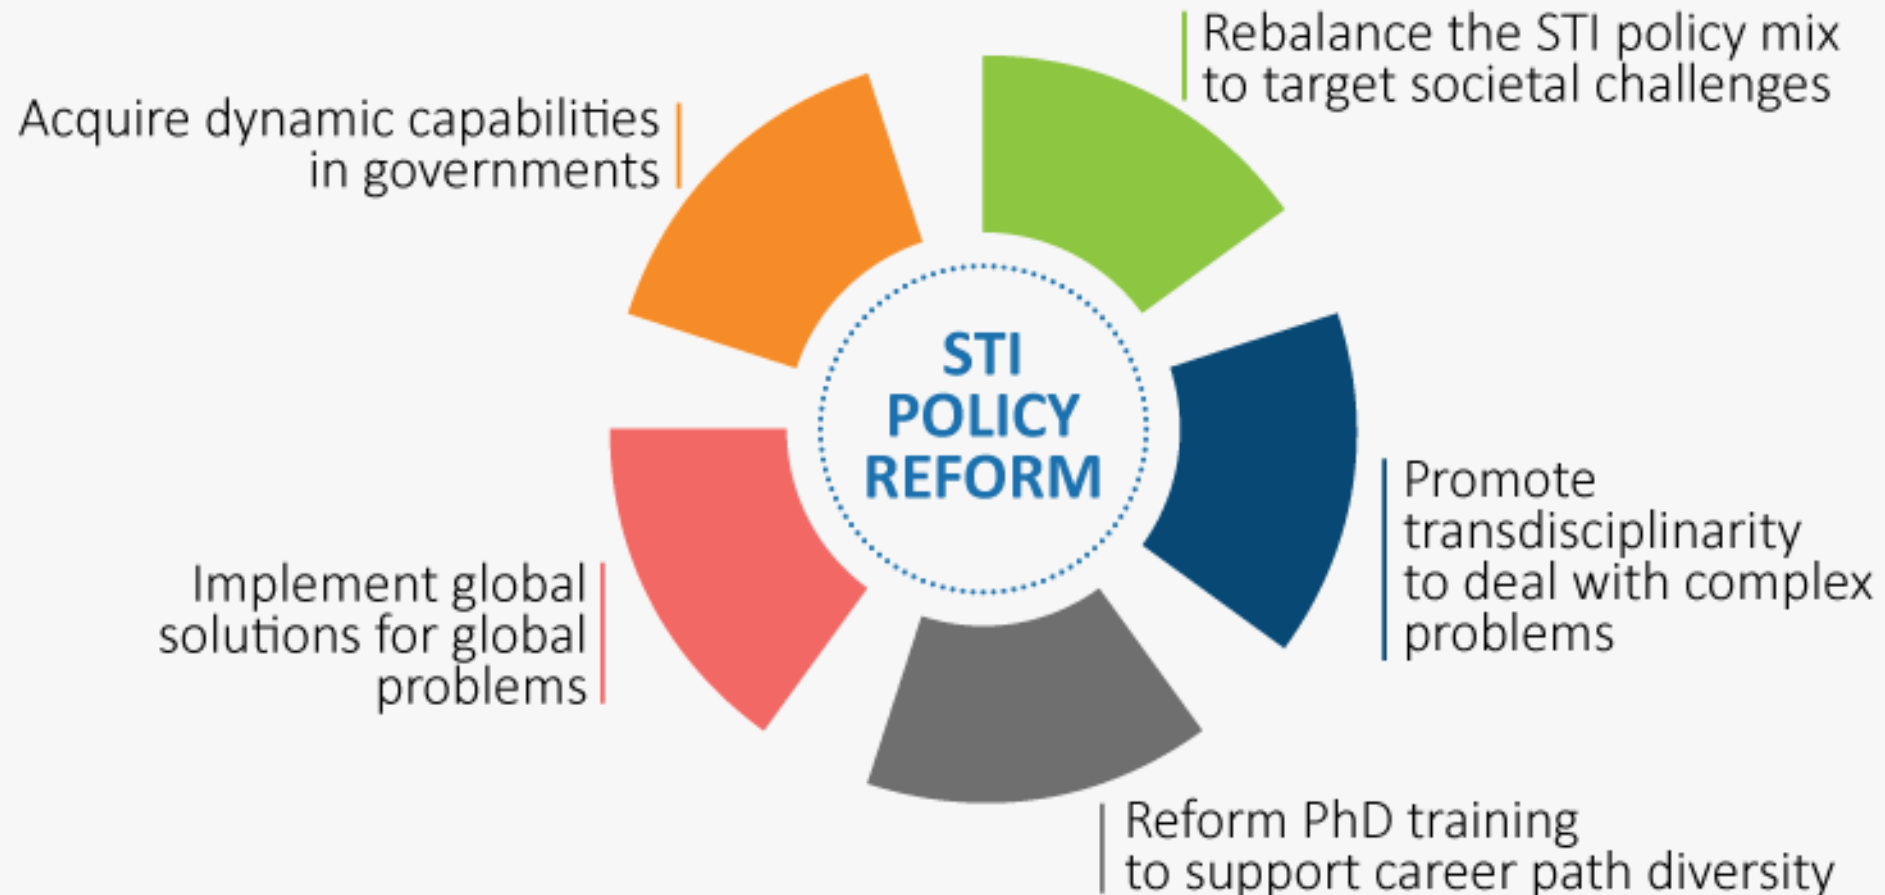 Rebalance the STI policy mix
to target societal challenges
Acquire dynamic capabilities
in governments
STI
POLICY
REFORM
Promote
transdisciplinarity
to deal with complex
problems
Implement global
solutions for global
problems
Reform PhD training
to support career path diversity